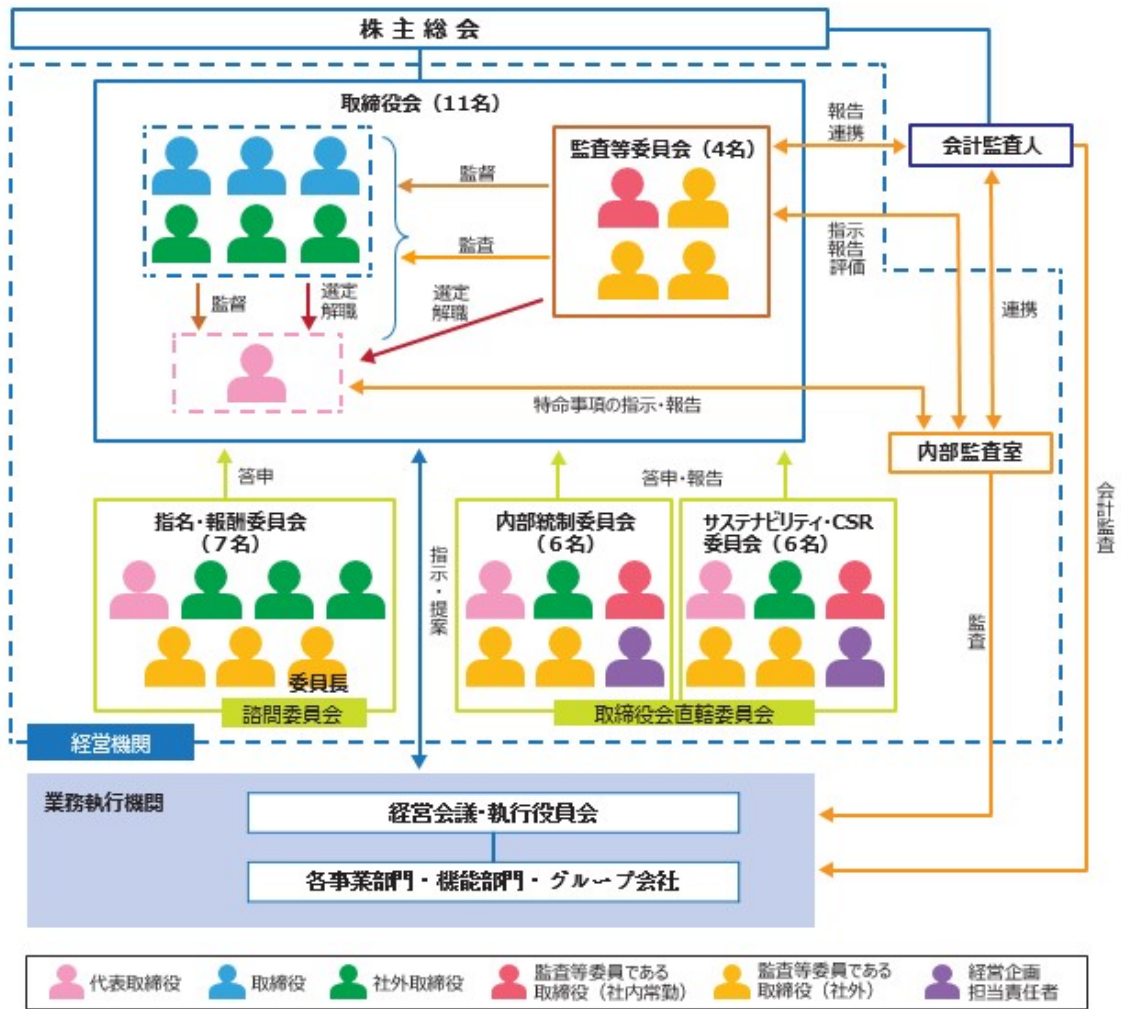 株主総会
取締役会（11名）
監査等委員会（4名）
報告
連携
会計監査人
監督
監査
指示
報告
評価
監督
選定
解職
選定
解職
連携
特命事項の指示・報告
内部監査室
答申
答申・報告
指名・報酬委員会
（7名）
委員長
諮問委員会
指示・提案
内部統制委員会
（6名）
サステナビリティ・CSR
委員会（6名）
取締役会直轄委員会
監査
会計監査
経営機関
業務執行機関
経営会議・執行役員会
各事業部門・機能部門・グループ会社
代表取締役
取締役
社外取締役
監査等委員である
取締役（社内常勤）
監査等委員である
取締役（社外）
経営企画
担当責任者